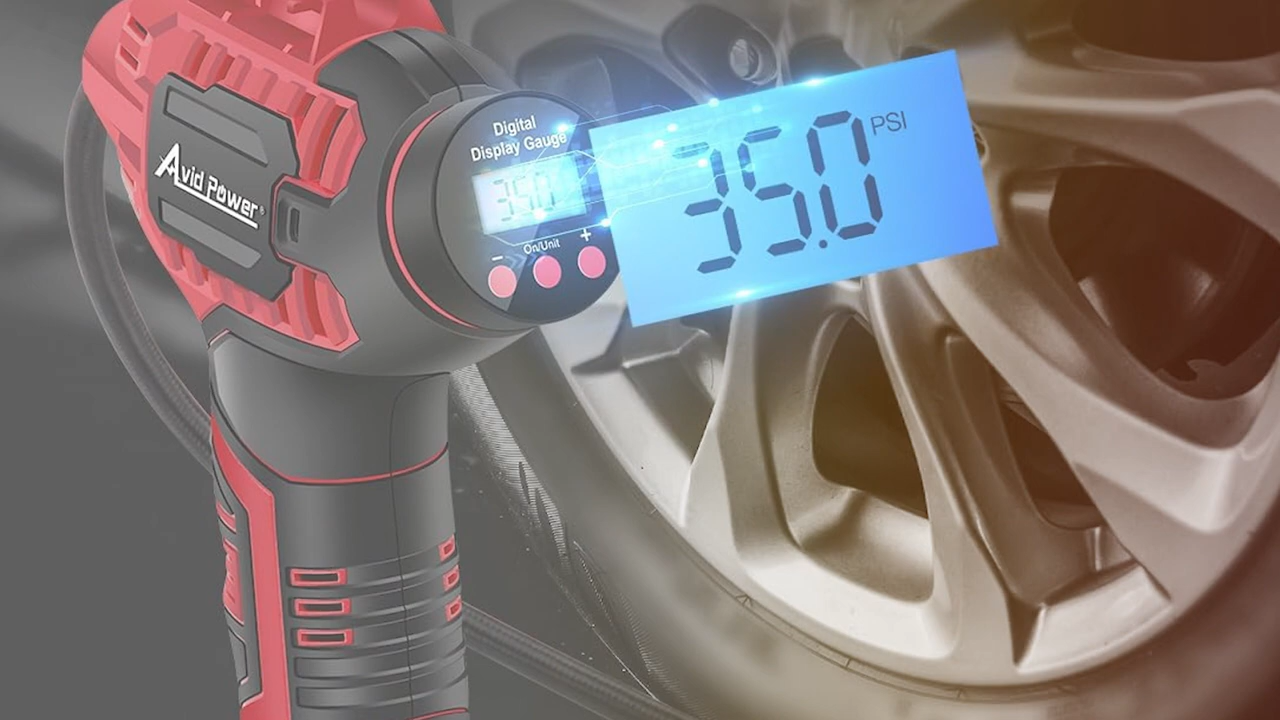 Avid Power®
Digital
Display Gauge
35.0
- On/Unit +
35.0 PSI